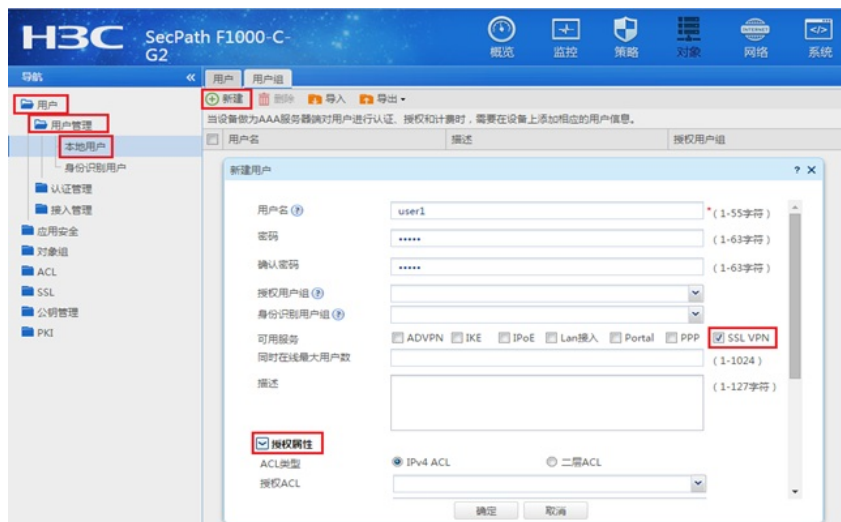 H3C SecPath F1000-C-G2
概览 监控 策略 对象 网络 系统
导航 «
用户 用户组
新建 删除 导入 导出
当设备做为AAA服务器端对用户进行认证、授权和计费时，需要在设备上添加相应的用户信息。
用户名 描述 授权用户组
用户
用户管理
本地用户
身份识别用户
认证管理
接入管理
应用安全
对象组
ACL
SSL
公钥管理
PKI
新建用户 ? X
用户名 ? user1 *(1-55字符)
密码 ••••• (1-63字符)
确认密码 ••••• (1-63字符)
授权用户组 ?
身份识别用户组 ?
可用服务 ADVPN IKE IPoE Lan接入 Portal PPP SSL VPN
同时在线最大用户数 (1-1024)
描述 (1-127字符)
授权属性
ACL类型 IPv4 ACL 二层ACL
授权ACL
确定 取消